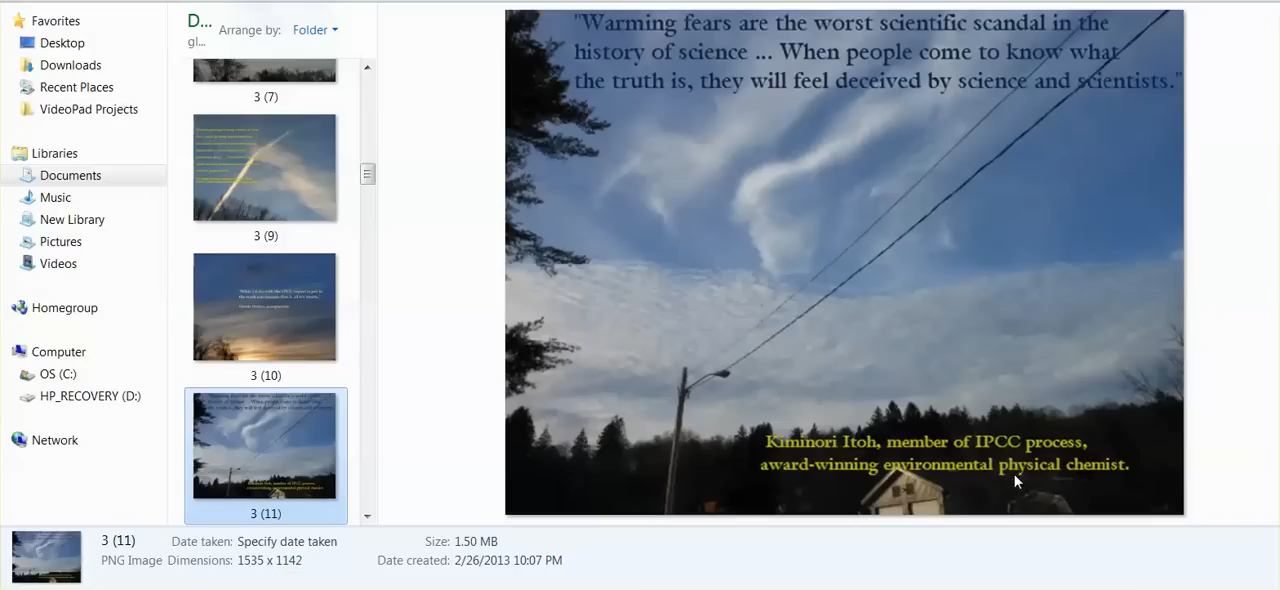 Favorites
Desktop
Downloads
Recent Places
VideoPad Projects
Libraries
Documents
Music
New Library
Pictures
Videos
Homegroup
Computer
OS (C:)
HP_RECOVERY (D:)
Network
D...
gl...
Arrange by: Folder
3 (7)
3 (9)
3 (10)
3 (11)
"Warming fears are the worst scientific scandal in the
history of science ... When people come to know what
the truth is, they will feel deceived by science and scientists."
Kiminori Itoh, member of IPCC process,
award-winning environmental physical chemist.
3 (11) Date taken: Specify date taken Size: 1.50 MB
PNG Image Dimensions: 1535 x 1142 Date created: 2/26/2013 10:07 PM